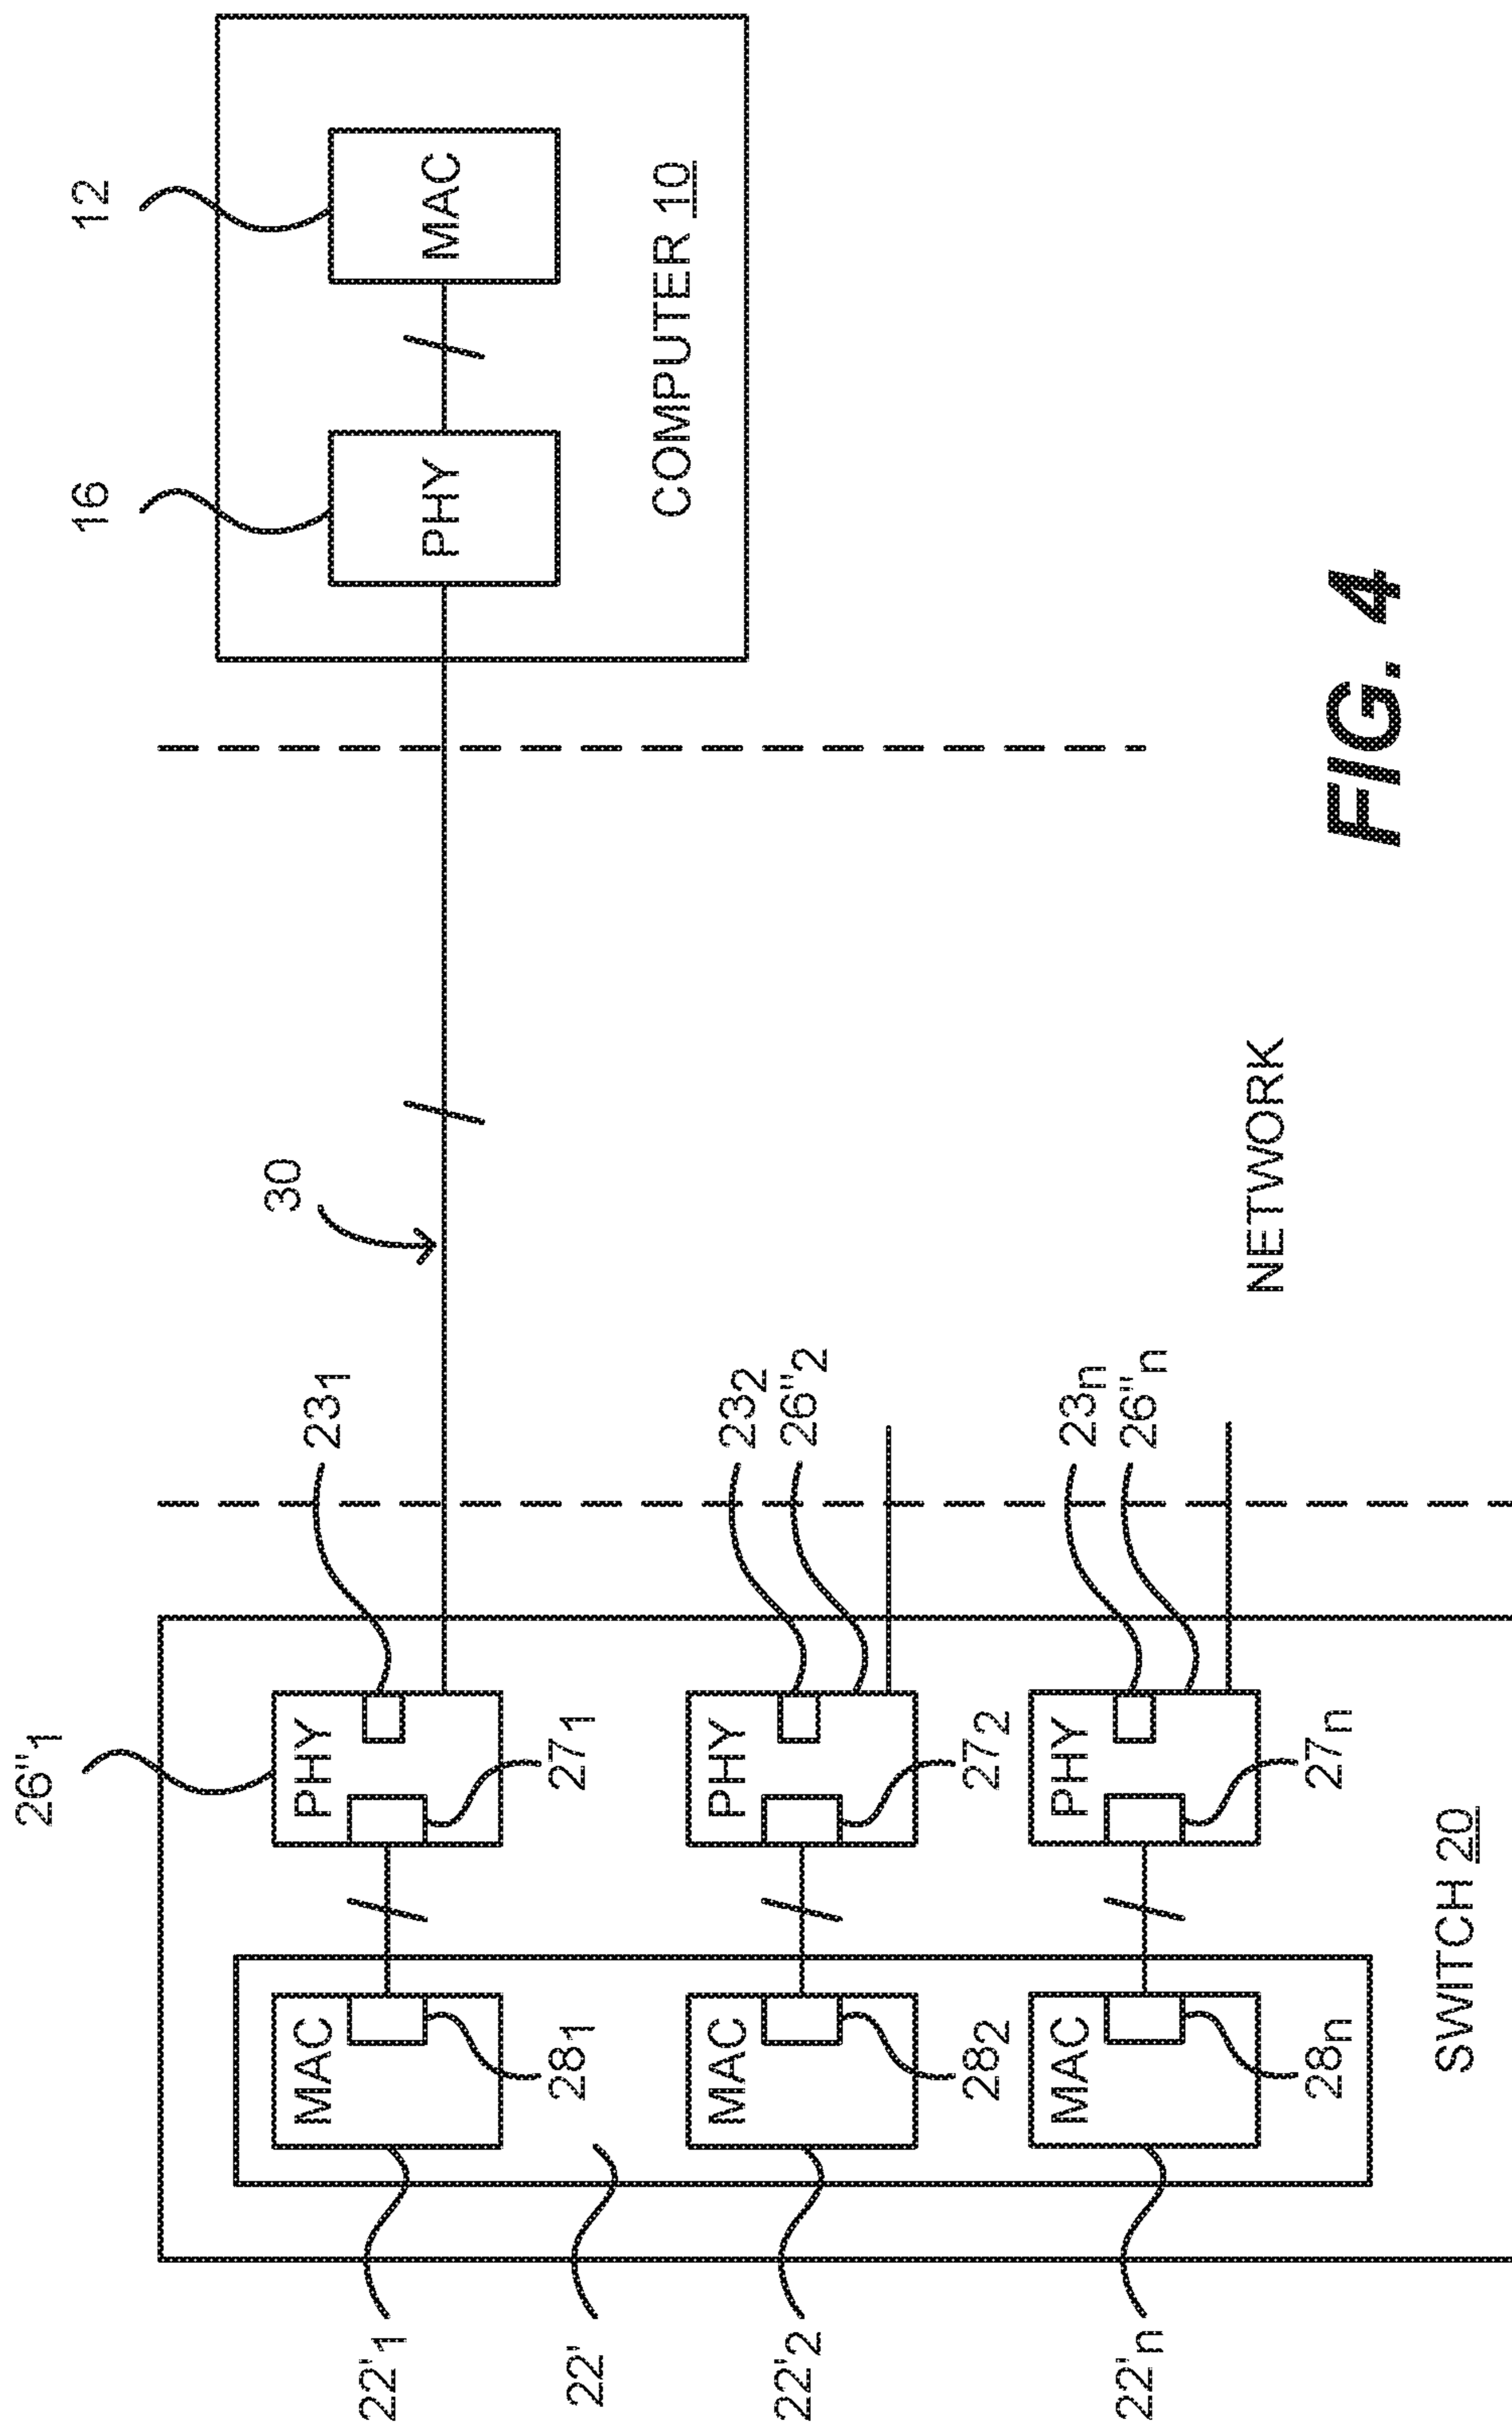 26"₁
23₁
30
16
12
PHY
MAC
27₁
28₁
COMPUTER 10
22'₁
22'
MAC
PHY
23₂
26"₂
MAC
PHY
28₂
27₂
22'₂
23ₙ
26"ₙ
MAC
PHY
28ₙ
27ₙ
22'ₙ
NETWORK
SWITCH 20
FIG. 4